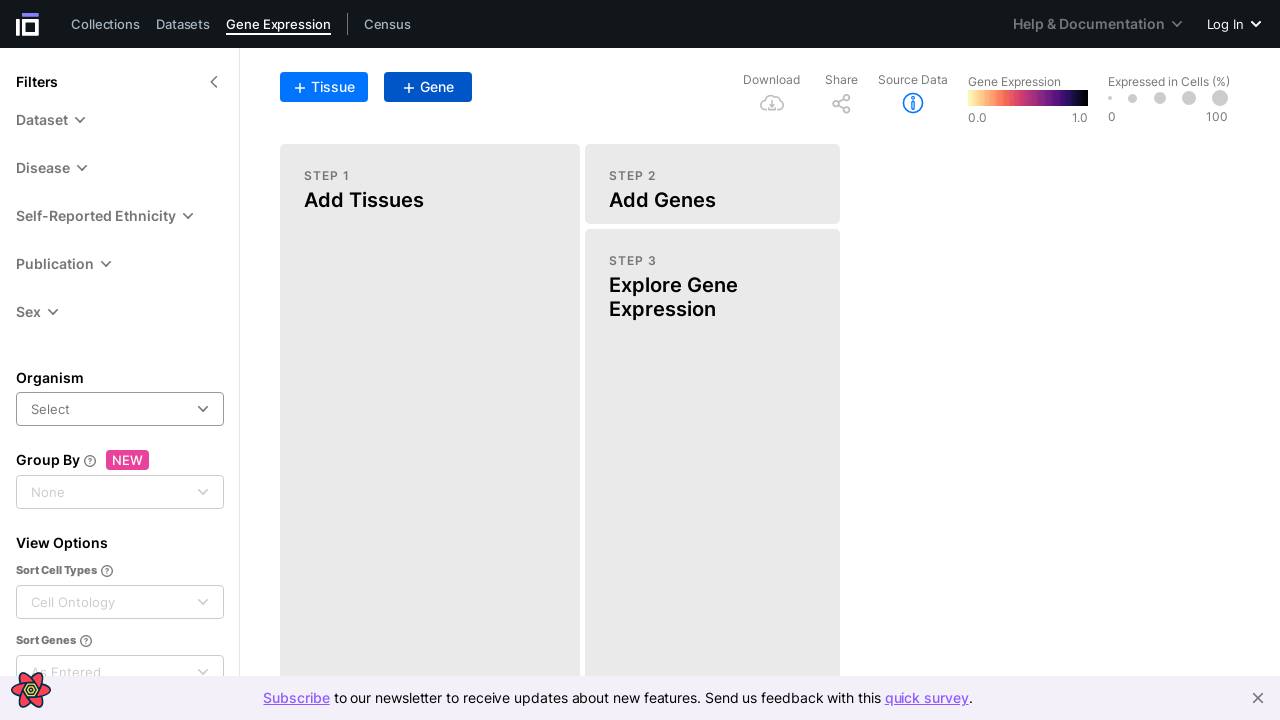 Collections Datasets Gene Expression Census Help & Documentation Log In
Filters
Dataset
Disease
Self-Reported Ethnicity
Publication
Sex
Organism
Select
Group By NEW
None
View Options
Sort Cell Types
Cell Ontology
Sort Genes
As Entered
+ Tissue + Gene
Download Share Source Data
Gene Expression
0.0 1.0
Expressed in Cells (%)
0 100
STEP 1
Add Tissues
STEP 2
Add Genes
STEP 3
Explore Gene
Expression
Subscribe to our newsletter to receive updates about new features. Send us feedback with this quick survey.